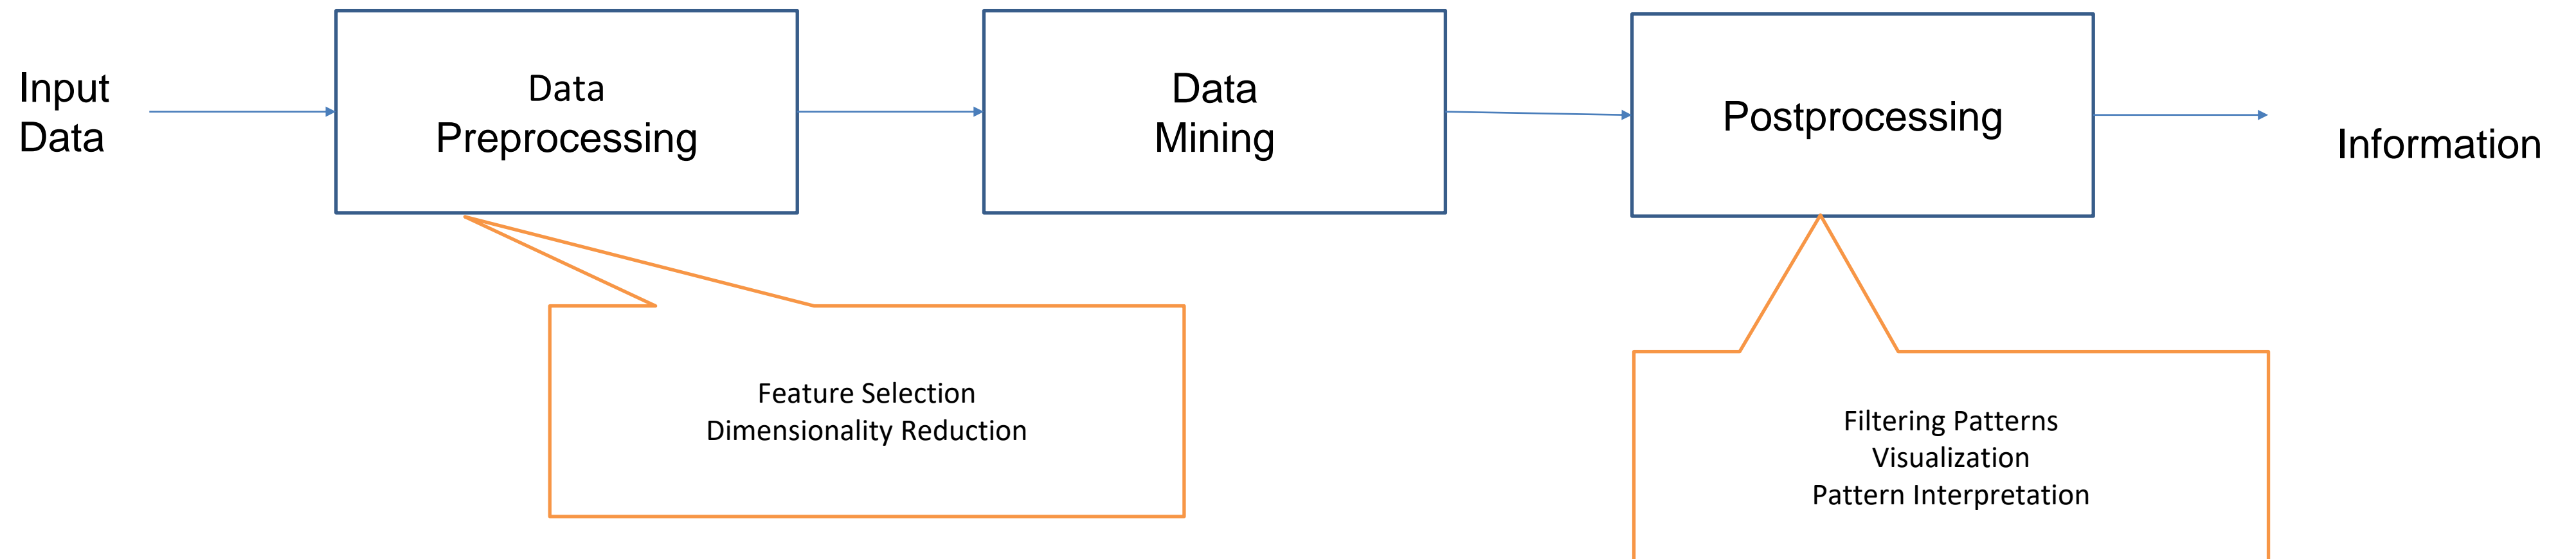 Input
Data
Data
Preprocessing
Data
Mining
Postprocessing
Information
Feature Selection
Dimensionality Reduction
Filtering Patterns
Visualization
Pattern Interpretation